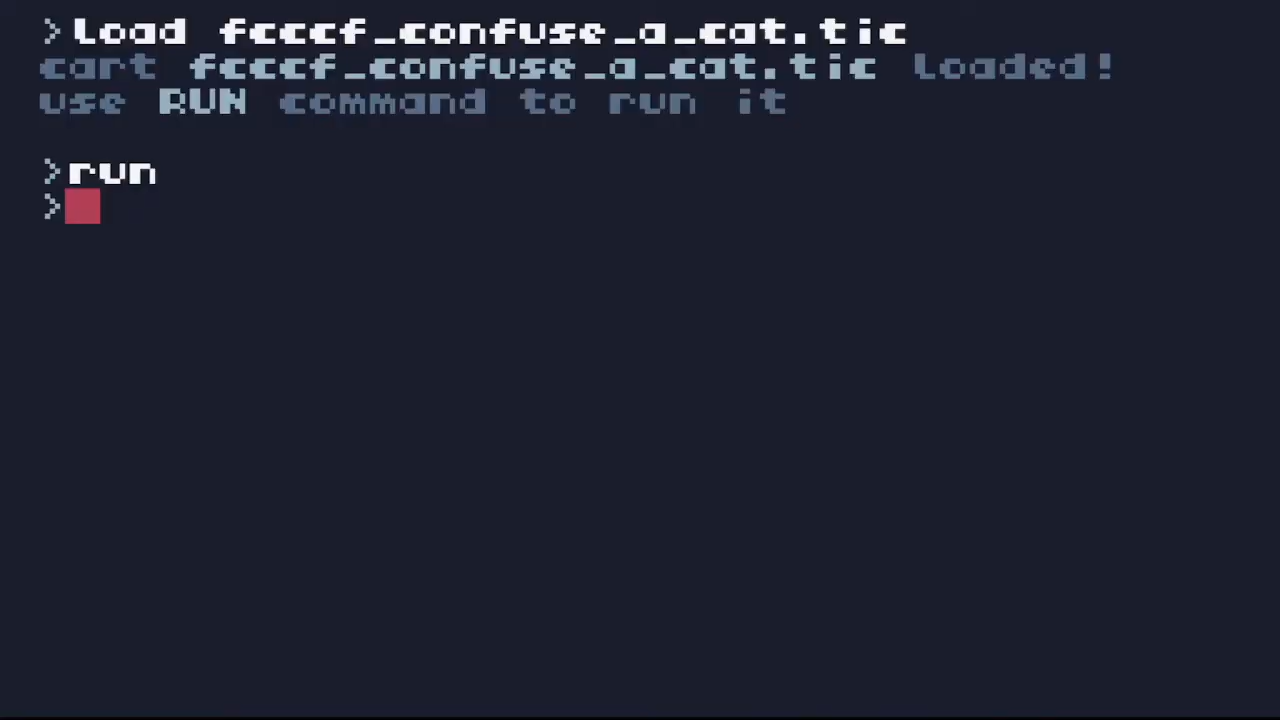 >load fcccf_confuse_a_cat.tic
cart fcccf_confuse_a_cat.tic loaded!
use RUN command to run it
>run
>